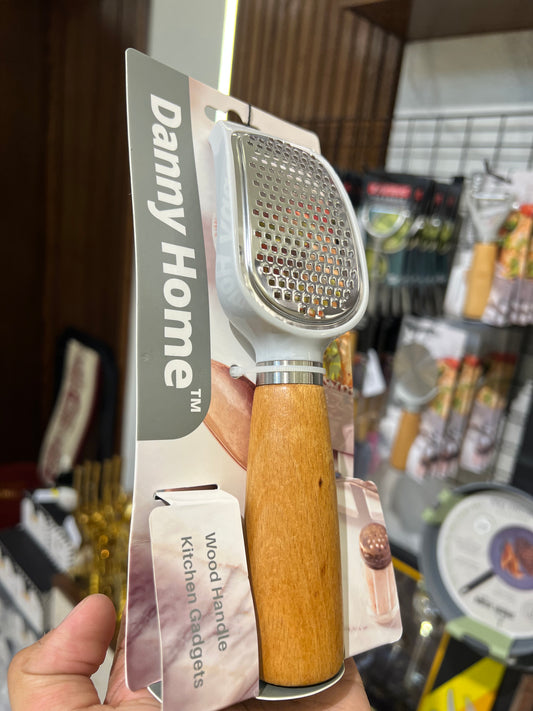 Danny Home™
Wood Handle
Kitchen Gadgets